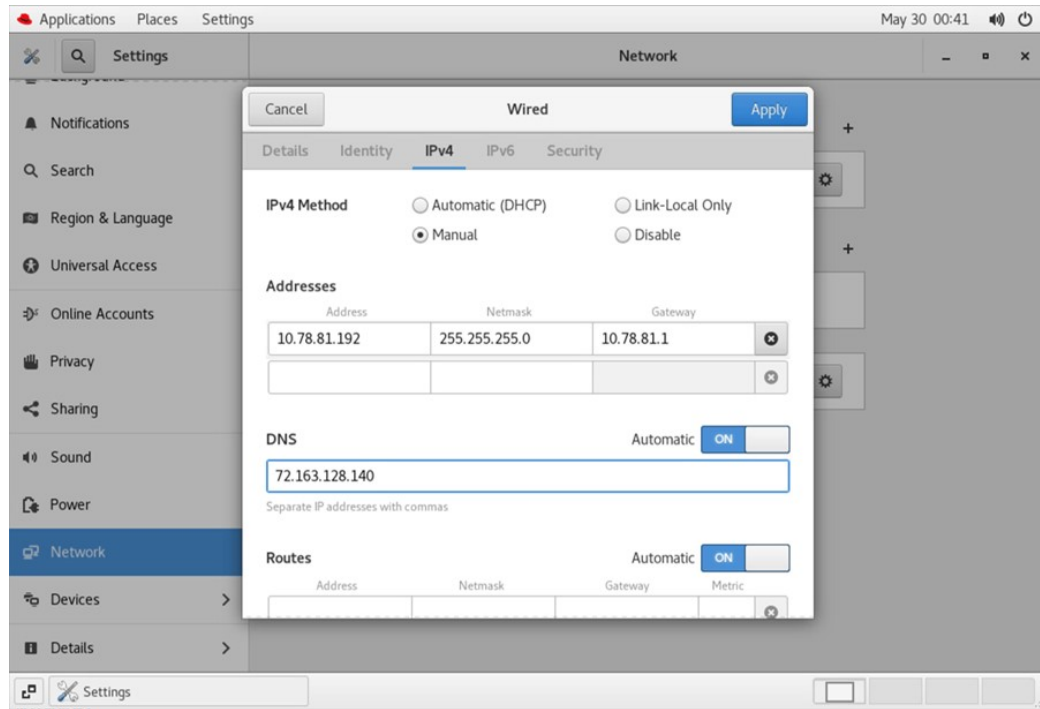 Applications Places Settings May 30 00:41
Settings Network
Notifications
Search
Region & Language
Universal Access
Online Accounts
Privacy
Sharing
Sound
Power
Network
Devices
Details
Cancel Wired Apply
Details Identity IPv4 IPv6 Security
IPv4 Method Automatic (DHCP) Link-Local Only
Manual Disable
Addresses
Address Netmask Gateway
10.78.81.192 255.255.255.0 10.78.81.1
DNS Automatic ON
72.163.128.140
Separate IP addresses with commas
Routes Automatic ON
Address Netmask Gateway Metric
Settings